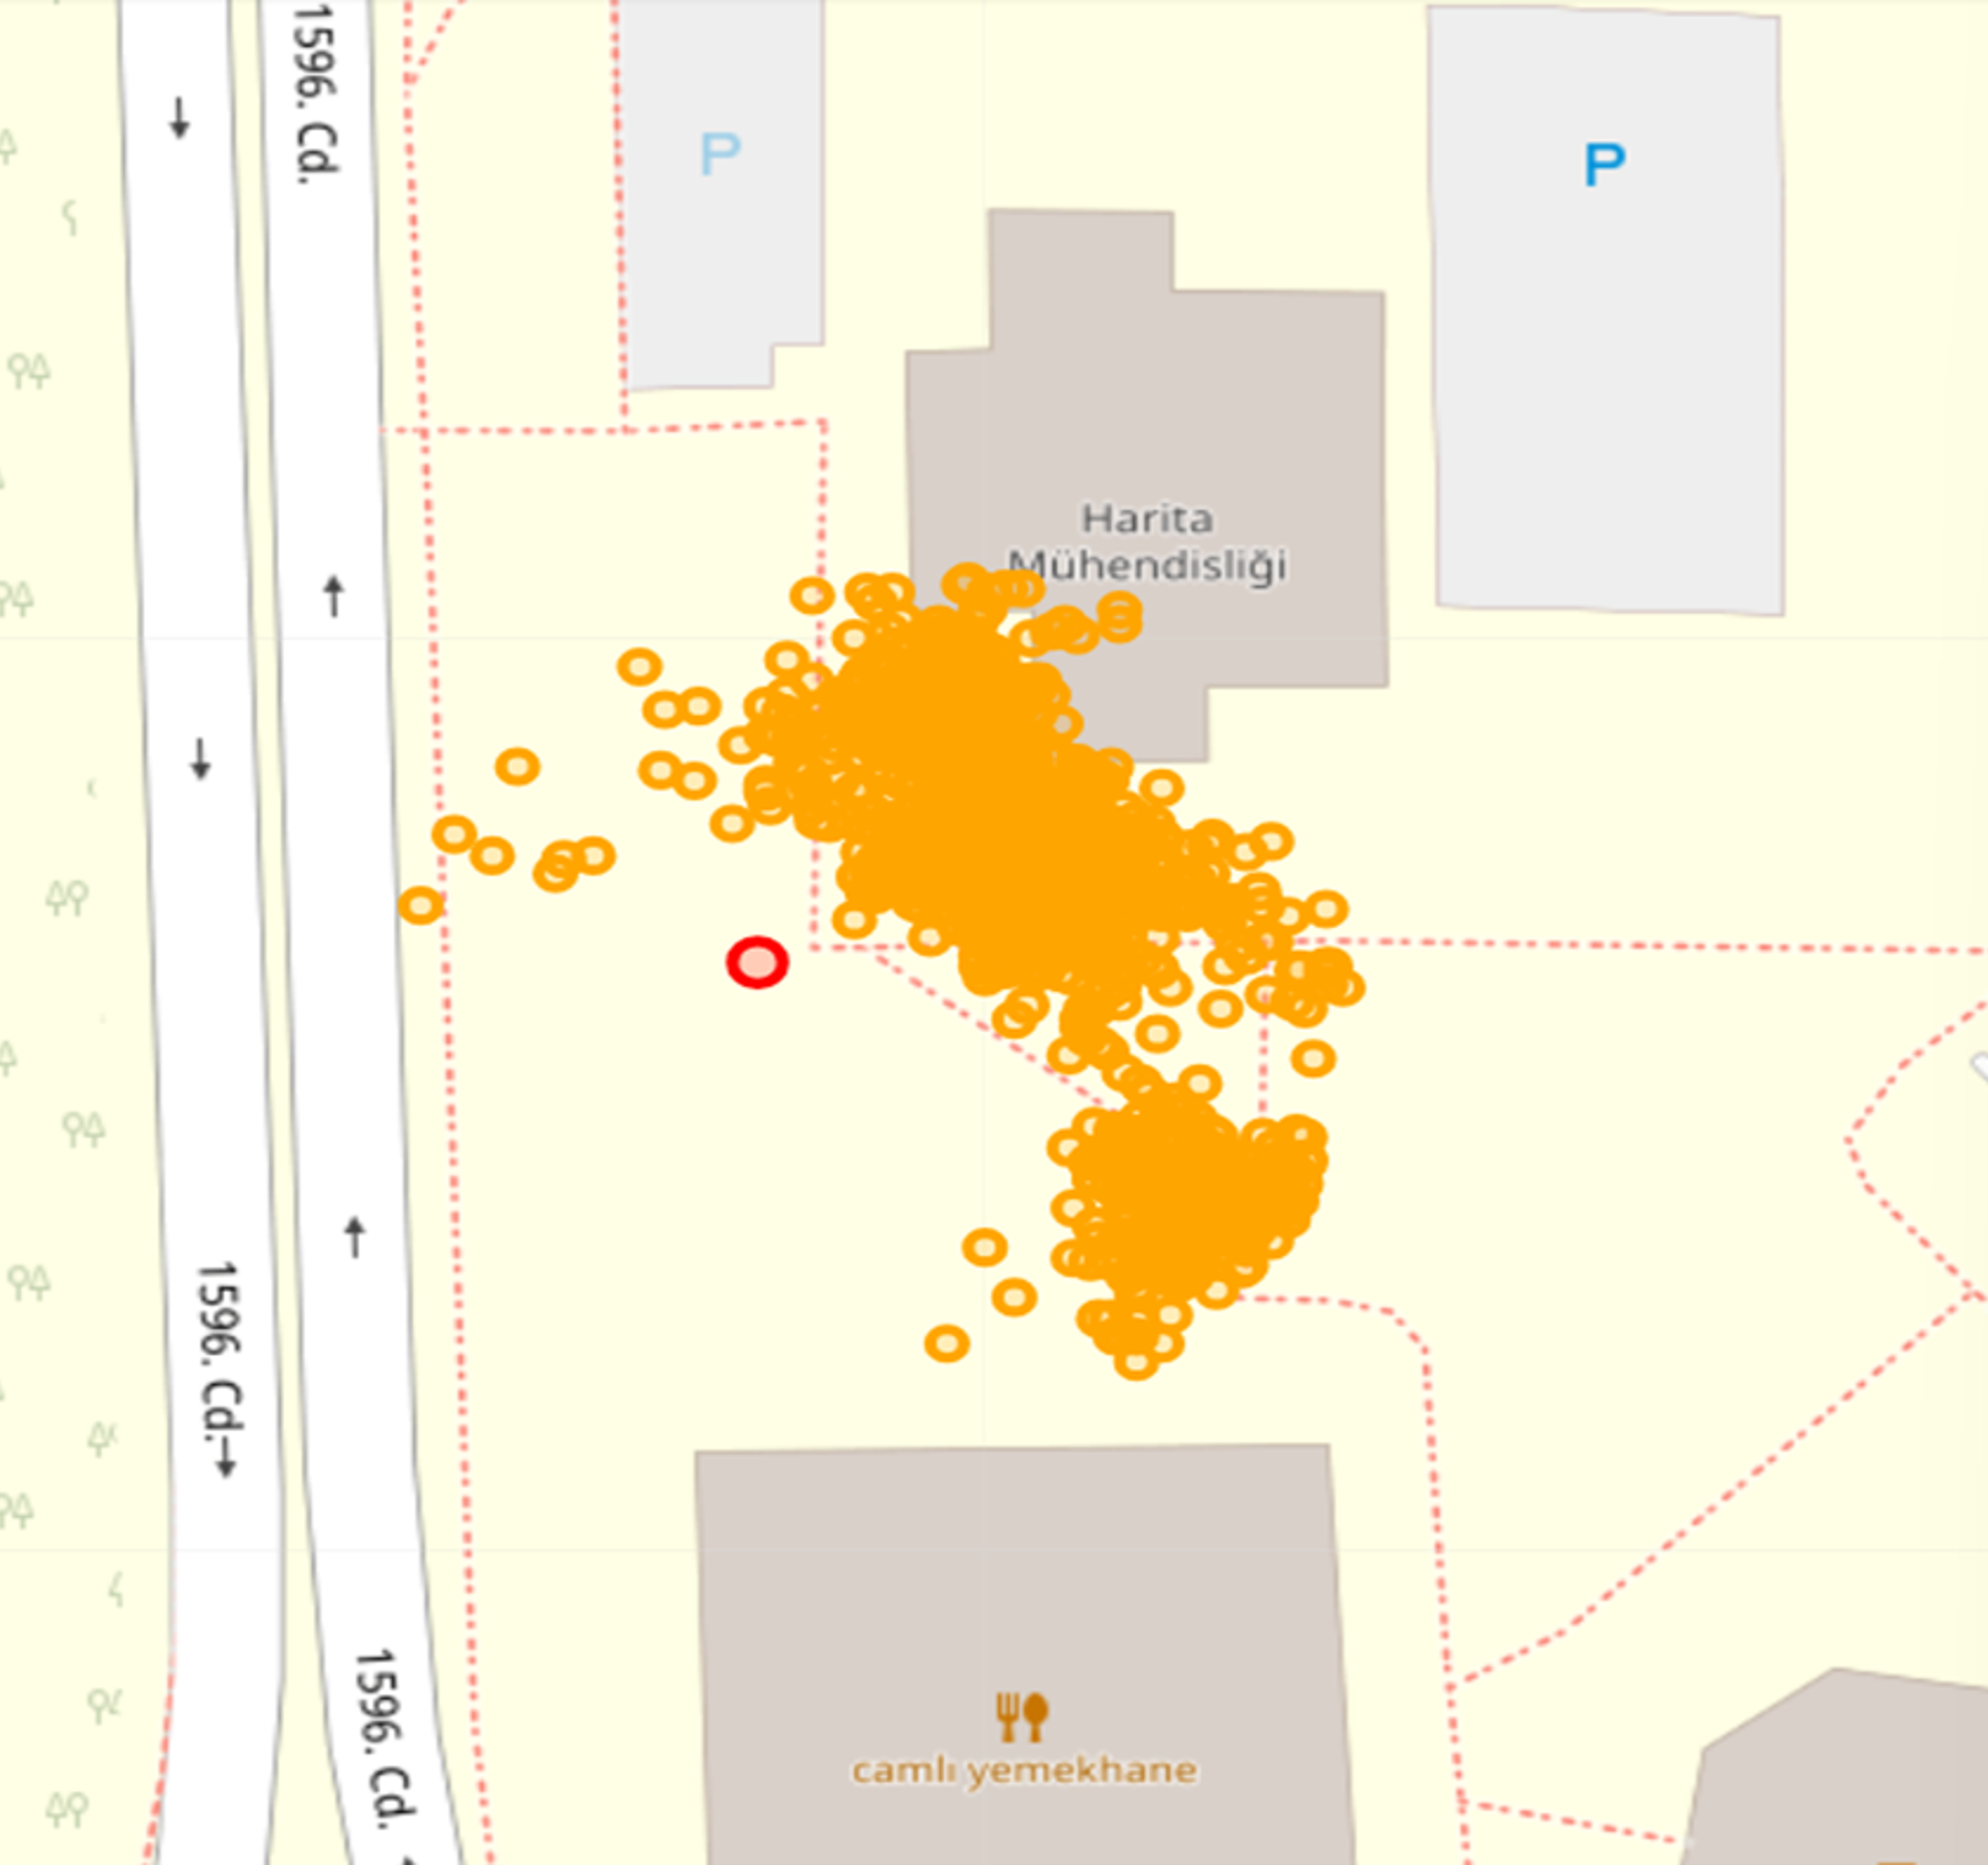 1596. Cd.
P
P
Harita
Mühendisliği
1596. Cd.
1596. Cd.
camlı yemekhane